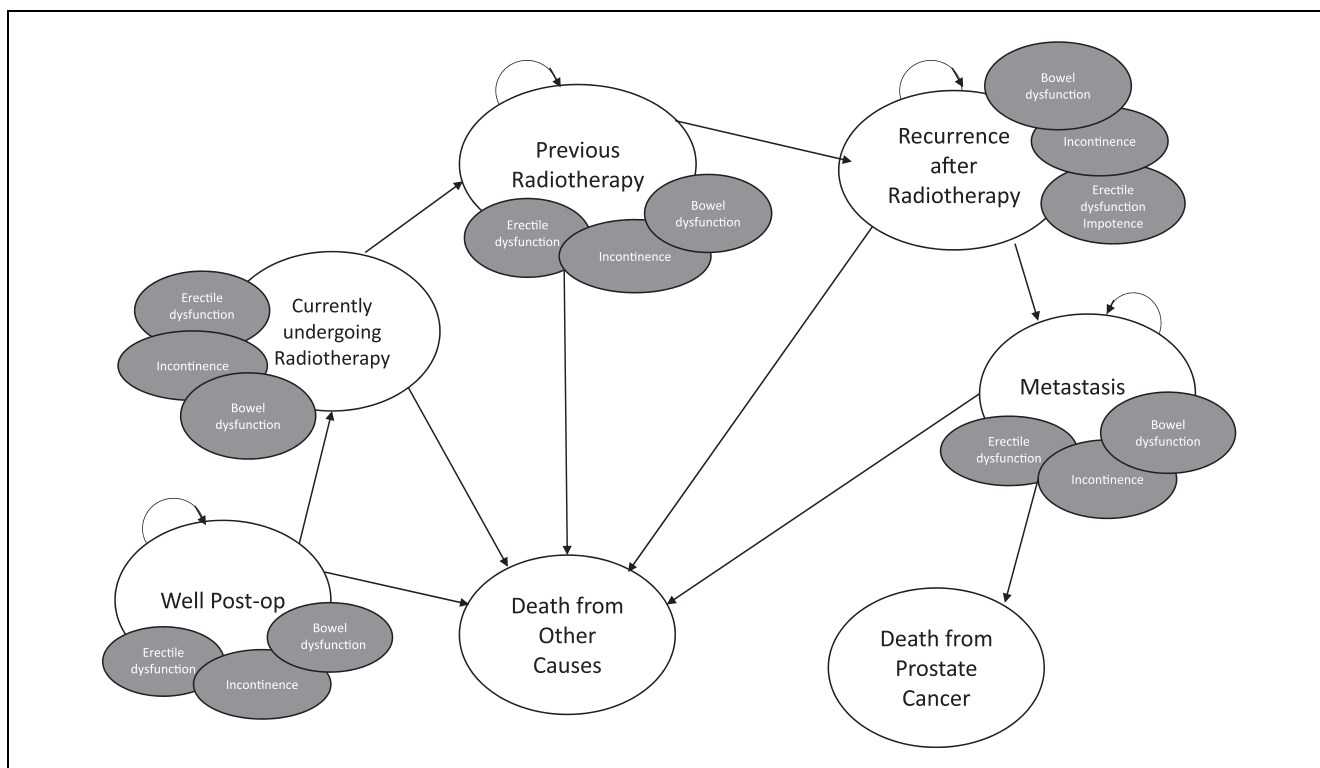 Previous
Radiotherapy
Erectile
dysfunction
Incontinence
Bowel
dysfunction
Recurrence
after
Radiotherapy
Bowel
dysfunction
Incontinence
Erectile
dysfunction
Impotence
Currently
undergoing
Radiotherapy
Erectile
dysfunction
Incontinence
Bowel
dysfunction
Metastasis
Erectile
dysfunction
Incontinence
Bowel
dysfunction
Well Post-op
Erectile
dysfunction
Incontinence
Bowel
dysfunction
Death from
Other
Causes
Death from
Prostate
Cancer